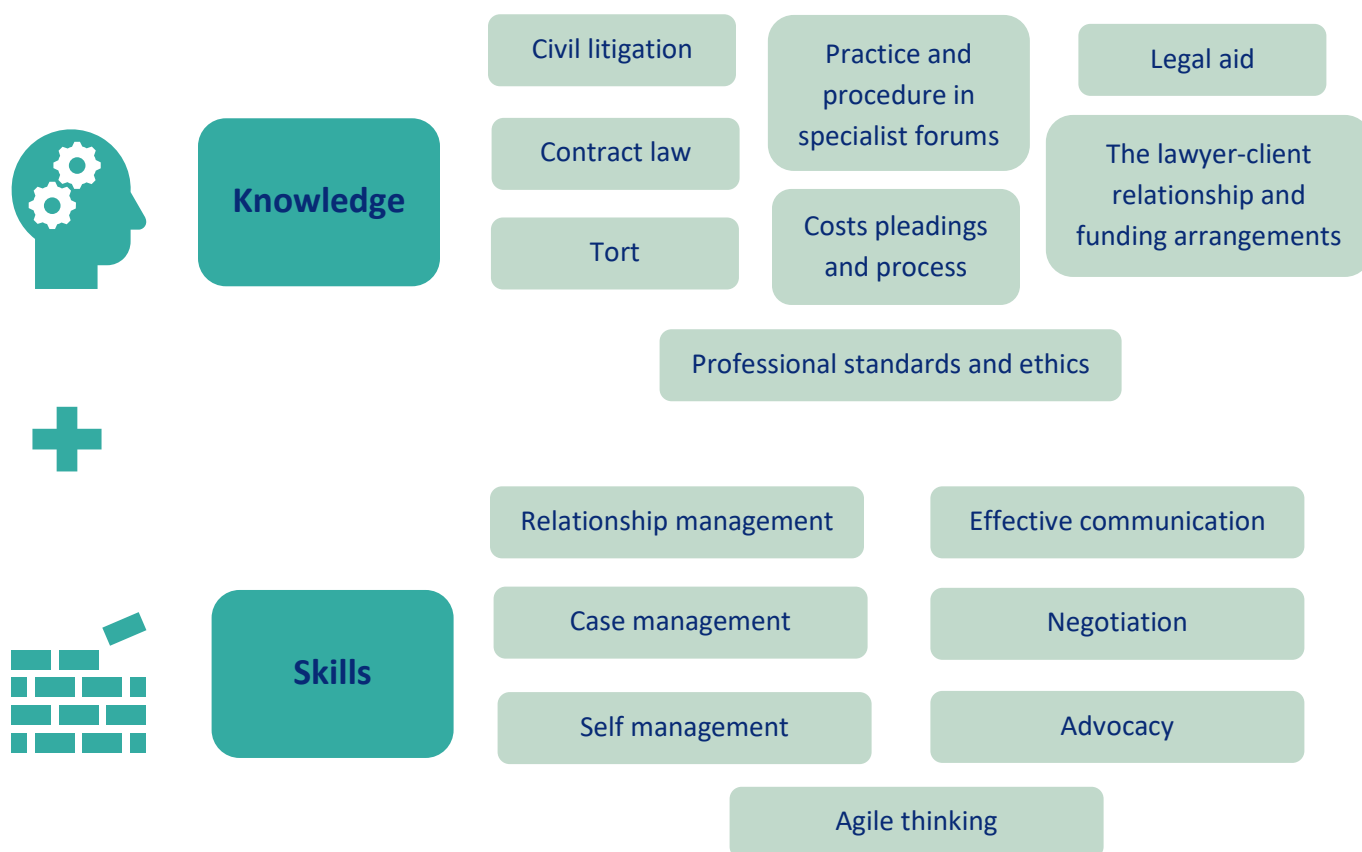 Knowledge
Civil litigation
Contract law
Tort
Practice and
procedure in
specialist forums
Costs pleadings
and process
Legal aid
The lawyer-client
relationship and
funding arrangements
Professional standards and ethics
Skills
Relationship management
Effective communication
Case management
Negotiation
Self management
Advocacy
Agile thinking